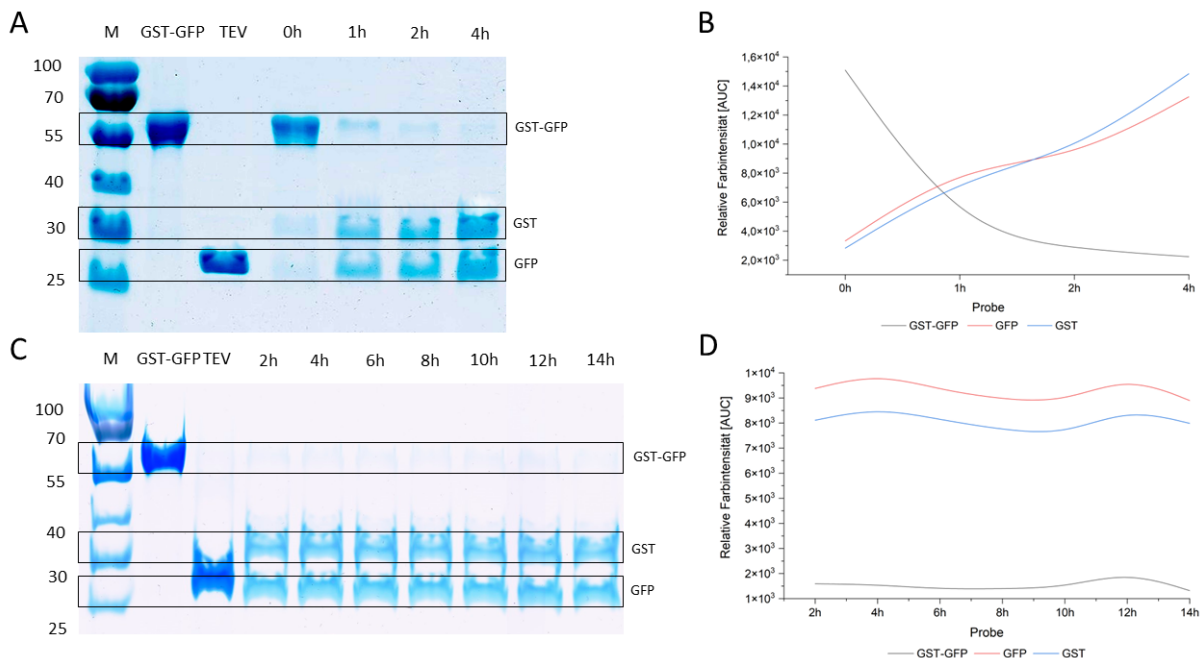 A
M GST-GFP TEV 0h 1h 2h 4h
100
70
55
40
30
25
GST-GFP
GST
GFP
B
Relative Farbintensität [AUC]
1,6×10⁴
1,4×10⁴
1,2×10⁴
1,0×10⁴
8,0×10³
6,0×10³
4,0×10³
2,0×10³
0h 1h 2h 4h
Probe
GST-GFP GFP GST
C
M GST-GFP TEV 2h 4h 6h 8h 10h 12h 14h
100
70
55
40
30
25
GST-GFP
GST
GFP
D
Relative Farbintensität [AUC]
1×10⁴
9×10³
8×10³
7×10³
6×10³
5×10³
4×10³
3×10³
2×10³
1×10³
2h 4h 6h 8h 10h 12h 14h
Probe
GST-GFP GFP GST